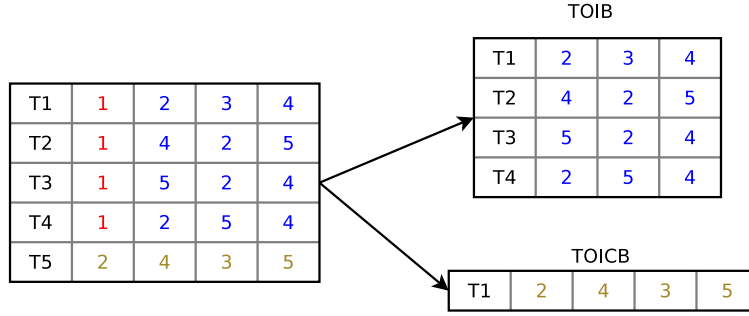 T1 1 2 3 4
T2 1 4 2 5
T3 1 5 2 4
T4 1 2 5 4
T5 2 4 3 5
TOIB
T1 2 3 4
T2 4 2 5
T3 5 2 4
T4 2 5 4
TOICB
T1 2 4 3 5